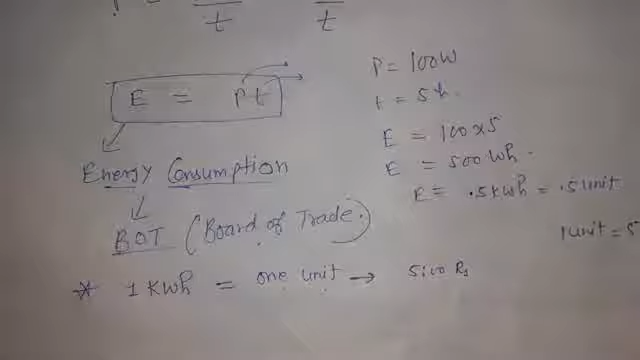 t t
E = Pt
Energy Consumption
BOT (Board of Trade.)
* 1 KWh = one unit → 5:00 Rs
P = 100W
t = 5h.
E = 100x5
E = 500 Wh.
E = .5 KWh = .5 unit
1 unit = 5